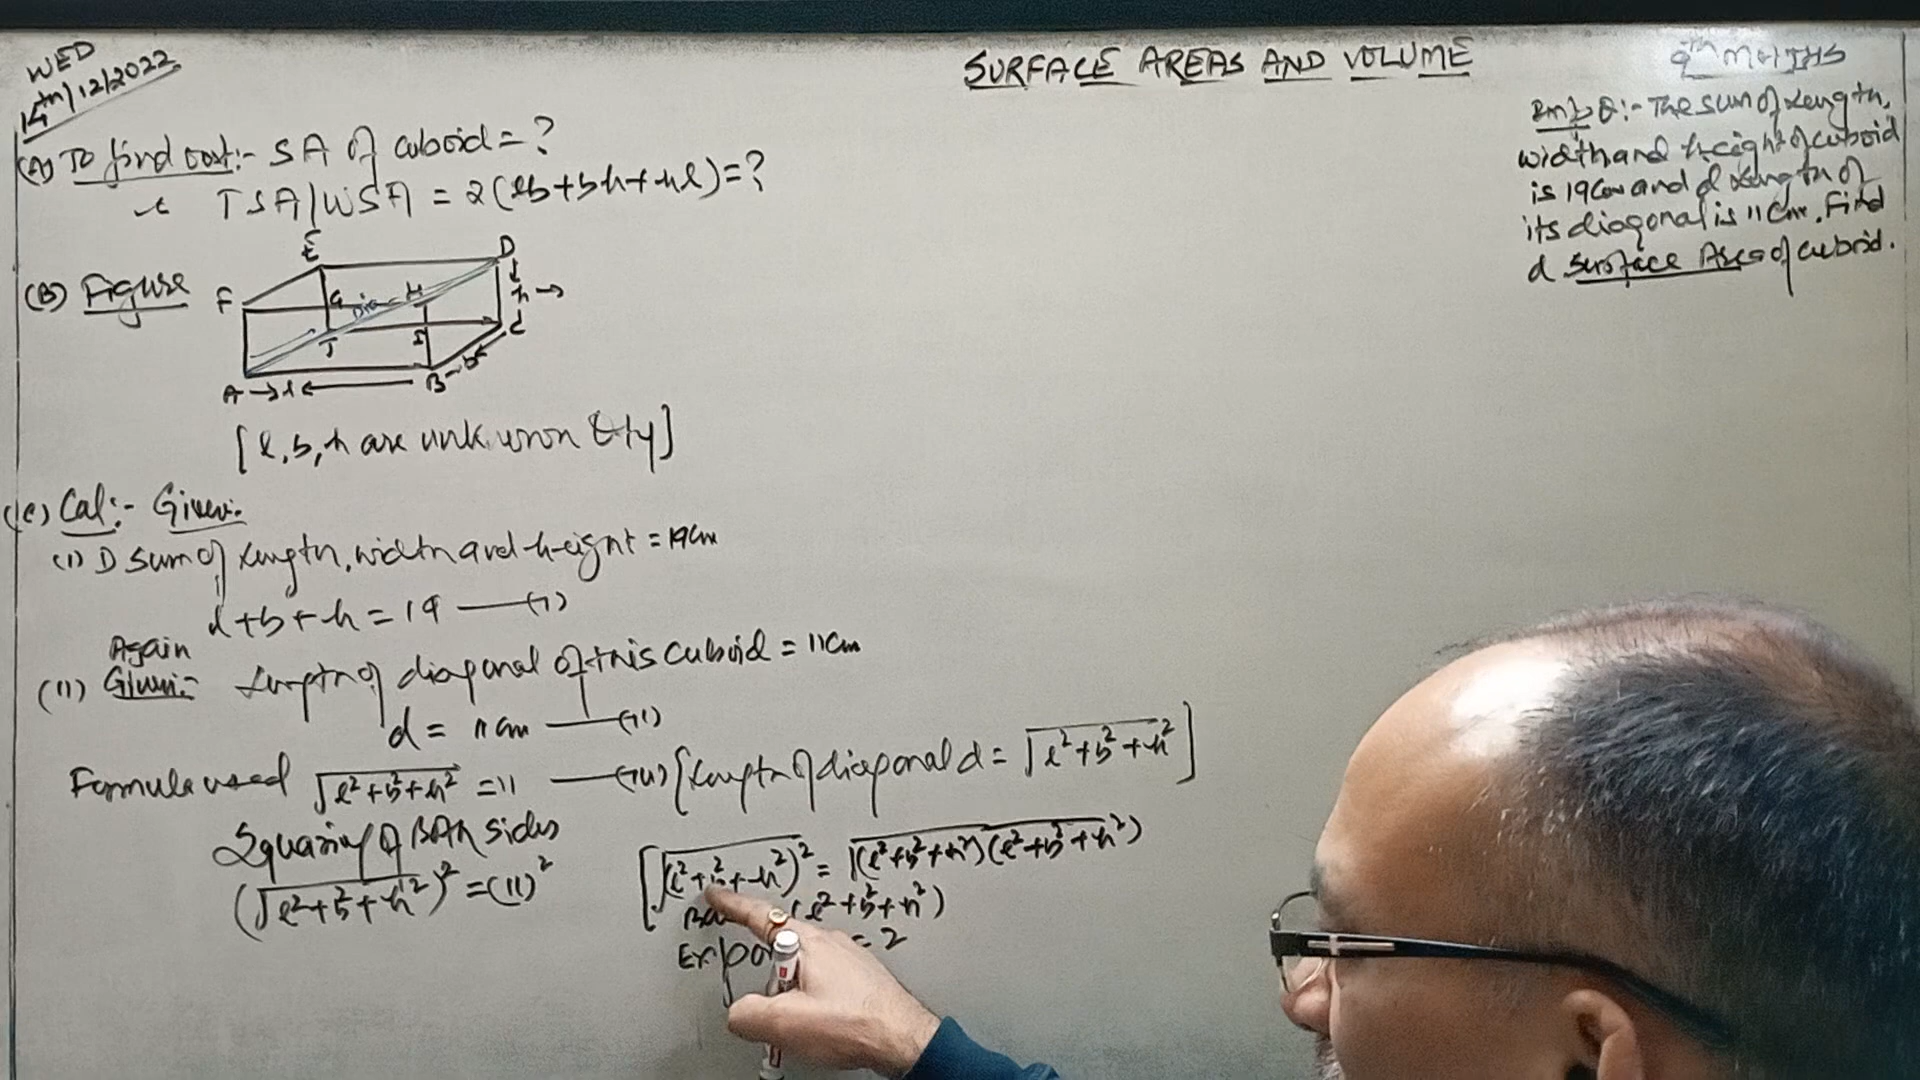 WED
14th/12/2022
SURFACE AREAS AND VOLUME
9th MATHS
Q:- The sum of length,
width and height of cuboid
is 19cm and d length of
its diagonal is 11cm. Find
d surface Area of cuboid.
(A) To find out:- SA of cuboid = ?
TSA/WSA = 2(lb+bh+hl) = ?
(B) Figure
E
D
F
G
H
h
Dia
J
I
C
b
A
l
B
[l, b, h are unknown Qty]
(C) Cal:- Given:-
(i) D sum of length, width and height = 19cm
l+b+h = 19 —(i)
Again
(ii) Given:- Length of diagonal of this cuboid = 11cm
d = 11cm —(ii)
Formula used √l²+b²+h² = 11 —(iii) [Length of diagonal d = √l²+b²+h²]
Squaring of Both sides
(√l²+b²+h²)² = (11)²
[√(l²+b²+h²)² = √(l²+b²+h²)(l²+b²+h²)
(l²+b²+h²)
= 2